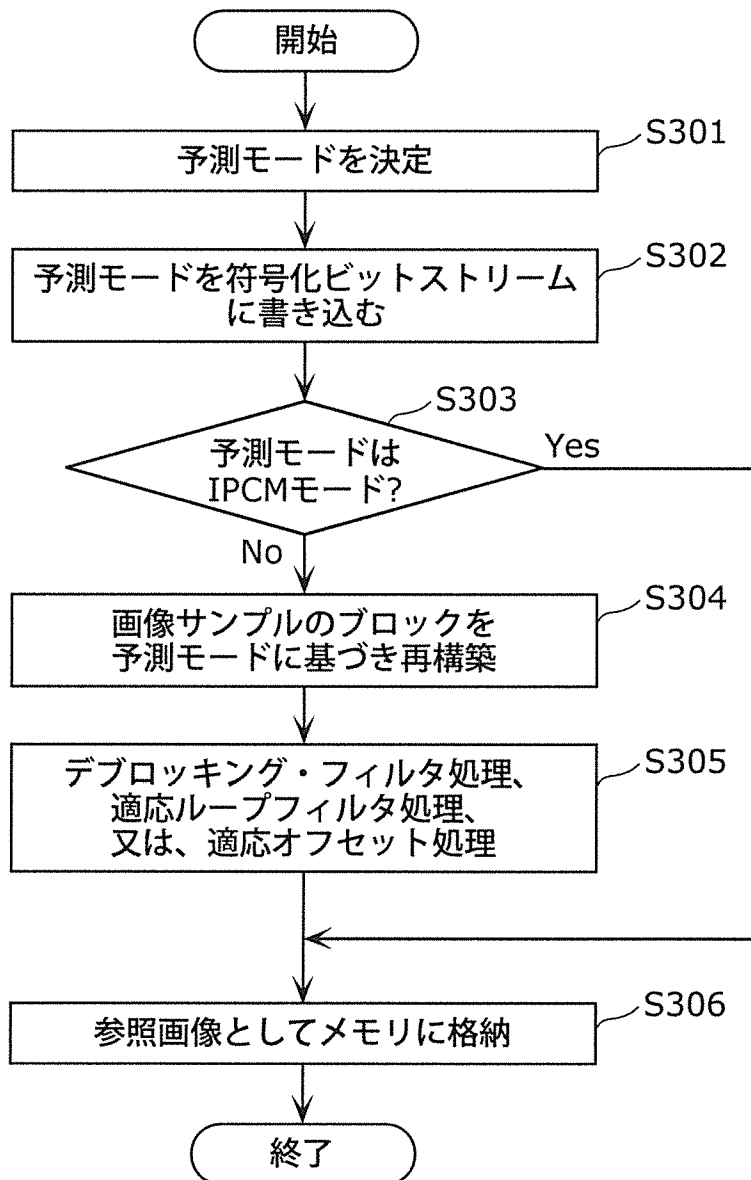 開始
S301
予測モードを決定
S302
予測モードを符号化ビットストリーム
に書き込む
S303
予測モードは
IPCMモード?
Yes
No
S304
画像サンプルのブロックを
予測モードに基づき再構築
S305
デブロッキング・フィルタ処理、
適応ループフィルタ処理、
又は、適応オフセット処理
S306
参照画像としてメモリに格納
終了